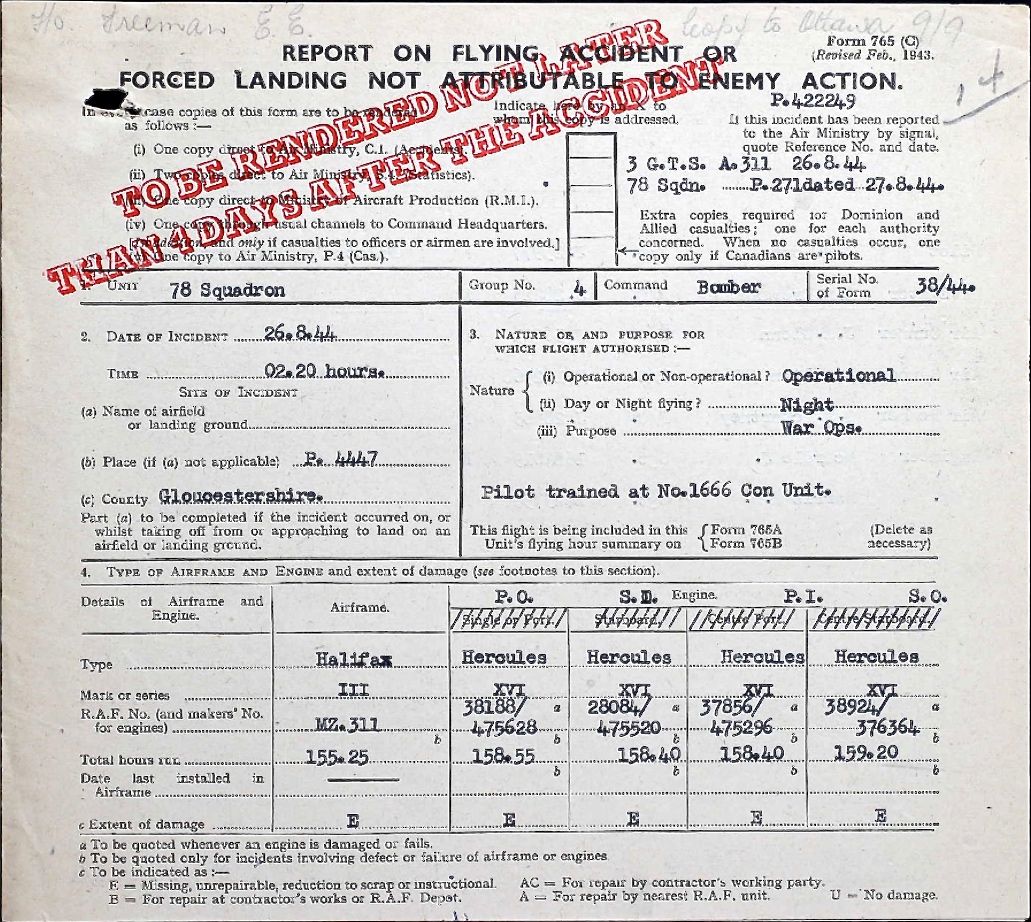 F/O. Freeman E. E.
Copy to Ottawa 9/9
REPORT ON FLYING ACCIDENT OR
FORCED LANDING NOT ATTRIBUTABLE TO ENEMY ACTION.
Form 765 (C)
(Revised Feb., 1943.
TO BE RENDERED NOT LATER
THAN 4 DAYS AFTER THE ACCIDENT
P.422249
In case copies of this form are to be rendered
as follows :—
(i) One copy direct to Air Ministry, C.I. (Accidents).
(ii) Two copies direct to Air Ministry, S.4 (Statistics).
(iii) One copy direct to Ministry of Aircraft Production (R.M.I.).
(iv) One copy through usual channels to Command Headquarters.
[In addition, and only if casualties to officers or airmen are involved.]
(v) One copy to Air Ministry, P.4 (Cas.).
Indicate here by an X to
whom this copy is addressed.
If this incident has been reported
to the Air Ministry by signal,
quote Reference No. and date.
3 G.T.S. A.311 26.8.44
78 Sqdn. P.271dated 27.8.44.
Extra copies required for Dominion and
Allied casualties; one for each authority
concerned. When no casualties occur, one
copy only if Canadians are pilots.
UNIT 78 Squadron
Group No. 4
Command Bomber
Serial No. of Form 38/44.
2. DATE OF INCIDENT 26.8.44
TIME 02.20 hours.
SITE OF INCIDENT
(a) Name of airfield
or landing ground
(b) Place (if (a) not applicable) P. 4447
(c) County Gloucestershire.
Part (a) to be completed if the incident occurred on, or
whilst taking off from or approaching to land on an
airfield or landing ground.
3. NATURE OF AND PURPOSE FOR
WHICH FLIGHT AUTHORISED :—
Nature { (i) Operational or Non-operational ? Operational
(ii) Day or Night flying ? Night
(iii) Purpose War Ops.
Pilot trained at No.1666 Con Unit.
This flight is being included in this { Form 765A (Delete as
Unit's flying hour summary on { Form 765B necessary)
4. TYPE OF AIRFRAME AND ENGINE and extent of damage (see footnotes to this section).
Details of Airframe and Engine. Airframe. Engine.
P.O. S.I. P.I. S.O.
Single or Port. Starboard. Centre Port. Centre Starboard.
Type Halifax Hercules Hercules Hercules Hercules
Mark or series III XVI XVI XVI XVI
R.A.F. No. (and makers' No. 38188/ a 28084/ a 37856/ a 38924/ a
for engines) MZ.311 b 475628 b 475520 b 475296 b 376364 b
Total hours run 155.25 158.55 b 158.40 b 158.40 b 159.20 b
Date last installed in
Airframe
c Extent of damage E E E E E
a To be quoted whenever an engine is damaged or fails.
b To be quoted only for incidents involving defect or failure of airframe or engines
c To be indicated as :—
E = Missing, unrepairable, reduction to scrap or instructional. AC = For repair by contractor's working party.
B = For repair at contractor's works or R.A.F. Depot. A = For repair by nearest R.A.F. unit. U = No damage.